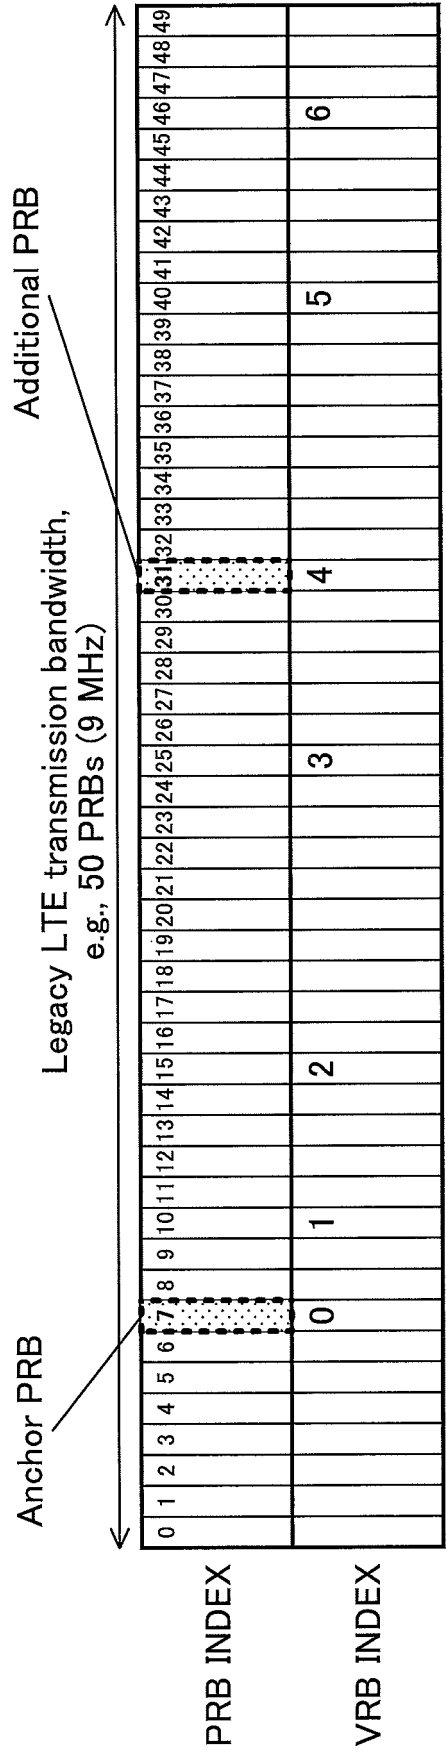 Legacy LTE transmission bandwidth,
e.g., 50 PRBs (9 MHz)
Anchor PRB
Additional PRB
PRB INDEX
0 1 2 3 4 5 6 7 8 9 10 11 12 13 14 15 16 17 18 19 20 21 22 23 24 25 26 27 28 29 30 31 32 33 34 35 36 37 38 39 40 41 42 43 44 45 46 47 48 49
VRB INDEX
0 1 2 3 4 5 6